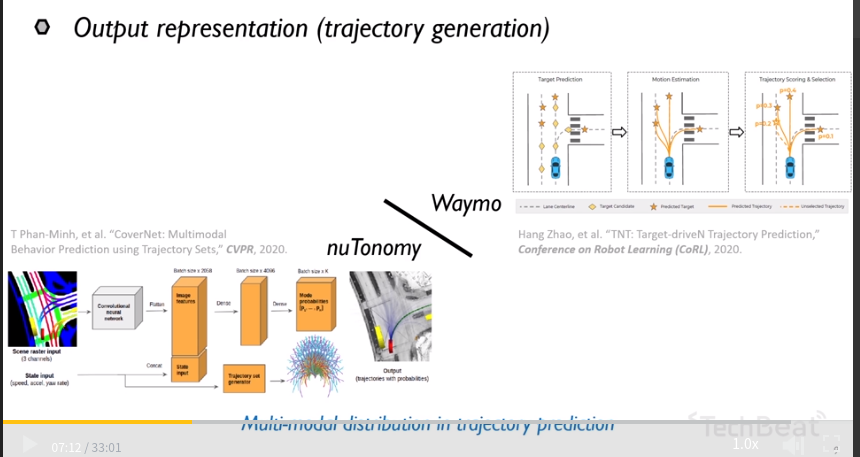 Output representation (trajectory generation)
Target Prediction
Motion Estimation
Trajectory Scoring & Selection
p=0.4
p=0.3
p=0.2
p=0.1
Lane Centerline
Target Candidate
Predicted Target
Predicted Trajectory
Unselected Trajectory
Waymo
nuTonomy
Hang Zhao, et al. "TNT: Target-driveN Trajectory Prediction,"
Conference on Robot Learning (CoRL), 2020.
T Phan-Minh, et al. "CoverNet: Multimodal
Behavior Prediction using Trajectory Sets," CVPR, 2020.
Batch size x 4096
Batch size x K
Convolutional
neural
network
Flatten
Image
features
Dense
Dense
Mode
probabilities
Scene raster input
(3 channels)
State input
(speed, accel, yaw rate)
Concat
State
input
Trajectory set
generator
Output
(trajectories with probabilities)
Multi-modal distribution in trajectory prediction
TechBeat
07:12 / 33:01
1.0x